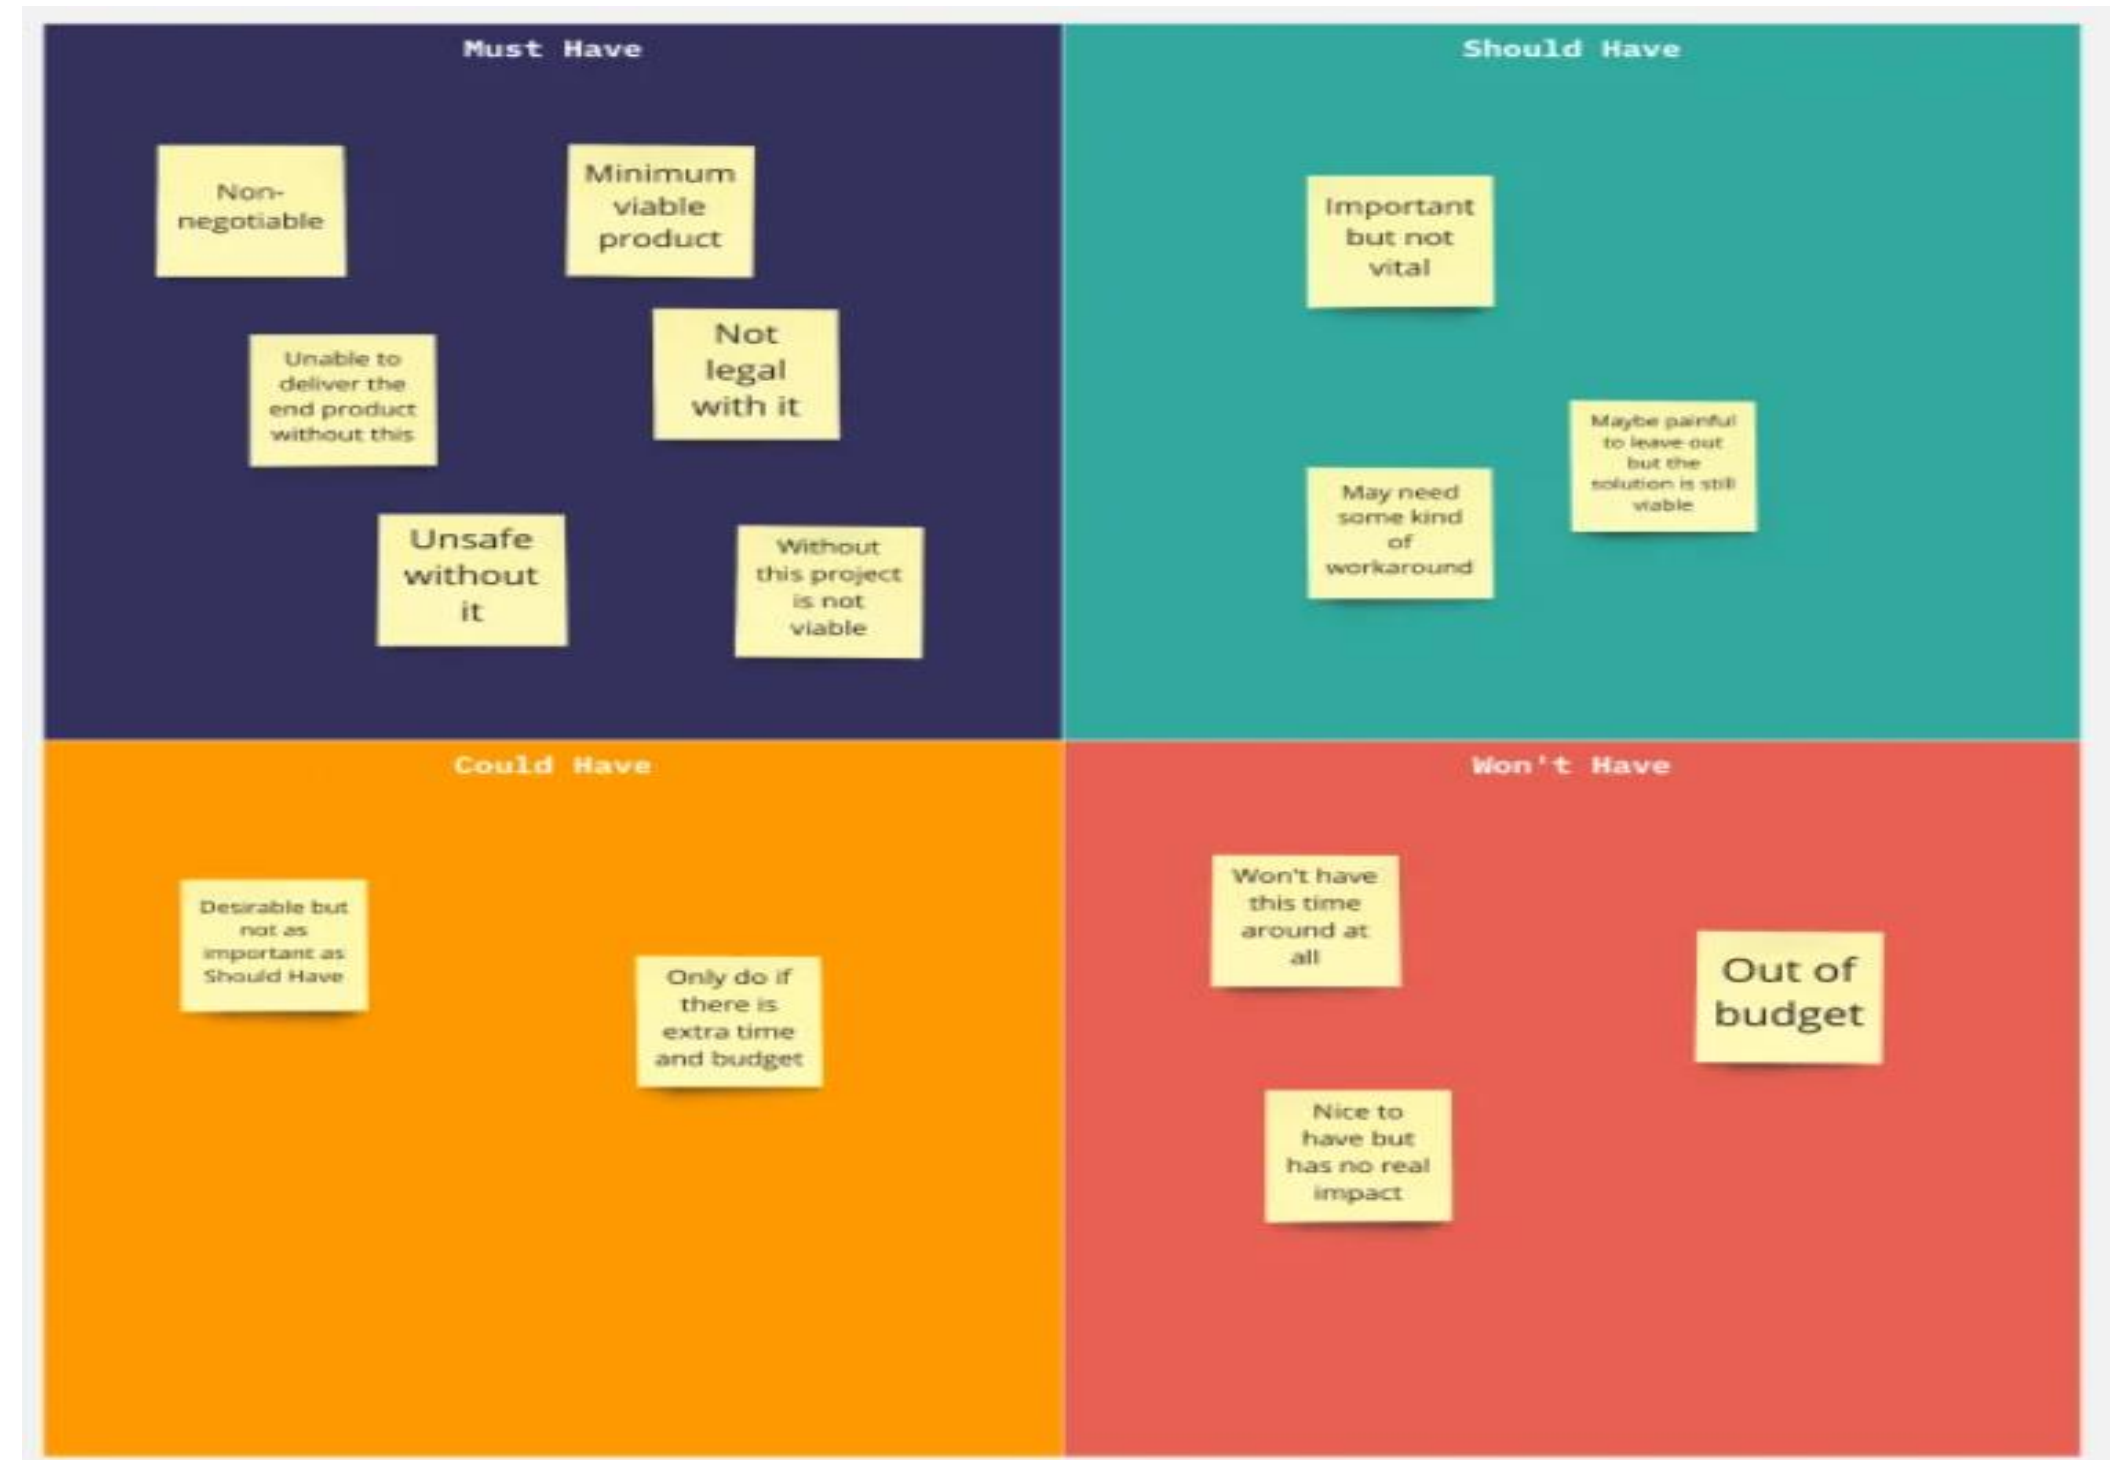 Must Have
Non-
negotiable
Minimum
viable
product
Unable to
deliver the
end product
without this
Not
legal
with it
Unsafe
without
it
Without
this project
is not
viable
Should Have
Important
but not
vital
Maybe painful
to leave out
but the
solution is still
viable
May need
some kind
of
workaround
Could Have
Desirable but
not as
important as
Should Have
Only do if
there is
extra time
and budget
Won't Have
Won't have
this time
around at
all
Out of
budget
Nice to
have but
has no real
impact